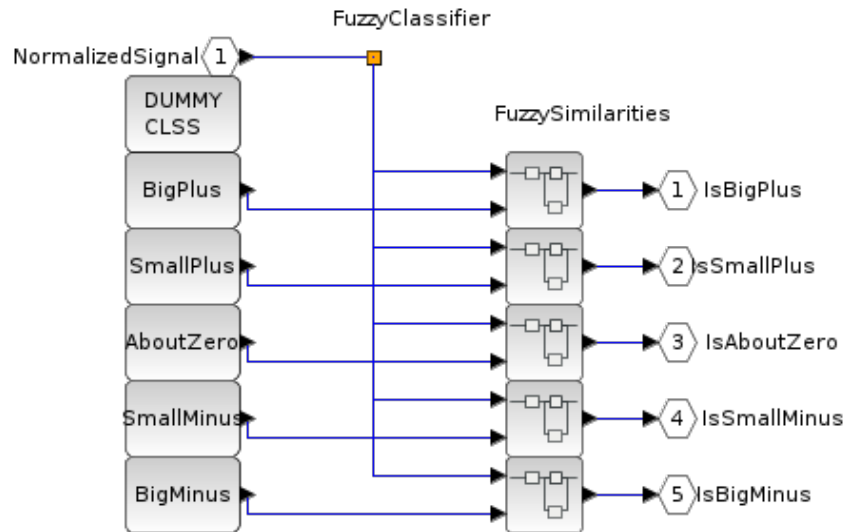 FuzzyClassifier
NormalizedSignal 1
DUMMY
CLSS
FuzzySimilarities
BigPlus
1 IsBigPlus
SmallPlus
2 IsSmallPlus
AboutZero
3 IsAboutZero
SmallMinus
4 IsSmallMinus
BigMinus
5 IsBigMinus